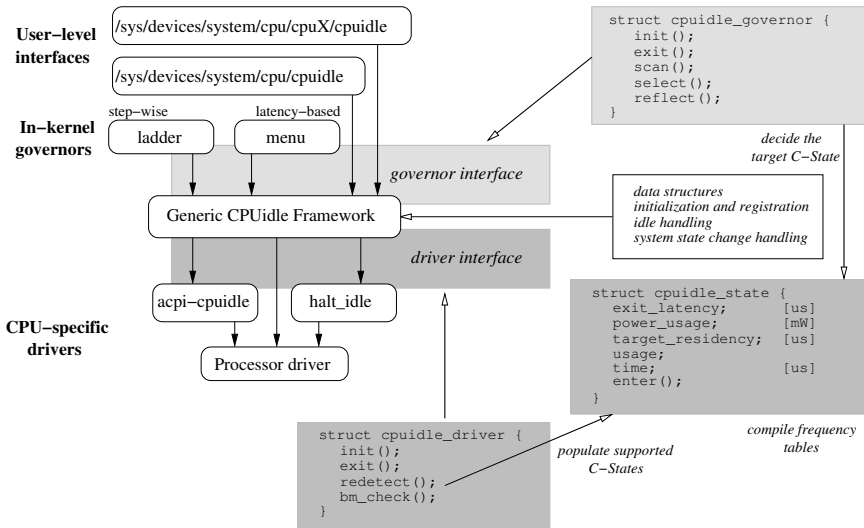 User−level
interfaces
/sys/devices/system/cpu/cpuX/cpuidle
/sys/devices/system/cpu/cpuidle
In−kernel
governors
step−wise
ladder
latency−based
menu
governor interface
Generic CPUidle Framework
driver interface
CPU−specific
drivers
acpi−cpuidle
halt_idle
Processor driver
struct cpuidle_governor {
init();
exit();
scan();
select();
reflect();
}
decide the
target C−State
data structures
initialization and registration
idle handling
system state change handling
struct cpuidle_state {
exit_latency; [us]
power_usage; [mW]
target_residency; [us]
usage;
time; [us]
enter();
}
compile frequency
tables
struct cpuidle_driver {
init();
exit();
redetect();
bm_check();
}
populate supported
C−States